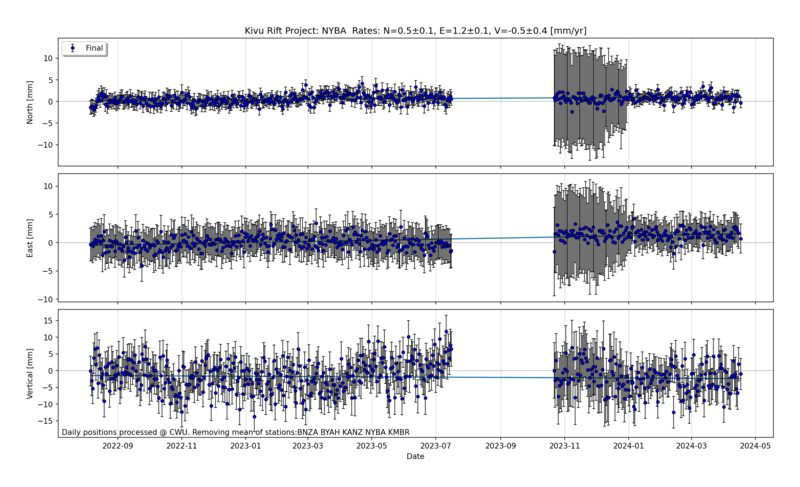 Kivu Rift Project: NYBA Rates: N=0.5±0.1, E=1.2±0.1, V=-0.5±0.4 [mm/yr]
Final
North [mm]
10
5
0
−5
−10
East [mm]
10
5
0
−5
−10
Vertical [mm]
15
10
5
0
−5
−10
−15
Daily positions processed @ CWU. Removing mean of stations:BNZA BYAH KANZ NYBA KMBR
2022-09 2022-11 2023-01 2023-03 2023-05 2023-07 2023-09 2023-11 2024-01 2024-03 2024-05
Date